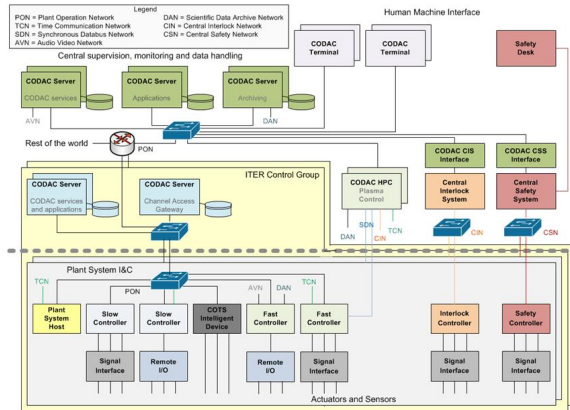 Legend
PON = Plant Operation Network
DAN = Scientific Data Archive Network
TCN = Time Communication Network
CIN = Central Interlock Network
SDN = Synchronous Databus Network
CSN = Central Safety Network
AVN = Audio Video Network
Human Machine Interface
CODAC
Terminal
CODAC
Terminal
Safety
Desk
Central supervision, monitoring and data handling
CODAC Server
CODAC services
CODAC Server
Applications
CODAC Server
Archiving
AVN
DAN
Rest of the world
PON
CODAC CIS
Interface
CODAC CSS
Interface
ITER Control Group
CODAC Server
CODAC services
and applications
CODAC Server
Channel Access
Gateway
CODAC HPC
Plasma
Control
Central
Interlock
System
Central
Safety
System
DAN
SDN
CIN
TCN
CIN
CSN
Plant System I&C
TCN
PON
TCN
AVN
DAN
TCN
Plant
System
Host
Slow
Controller
Slow
Controller
COTS
Intelligent
Device
Fast
Controller
Fast
Controller
Interlock
Controller
Safety
Controller
Signal
Interface
Remote
I/O
Remote
I/O
Signal
Interface
Signal
Interface
Signal
Interface
Actuators and Sensors